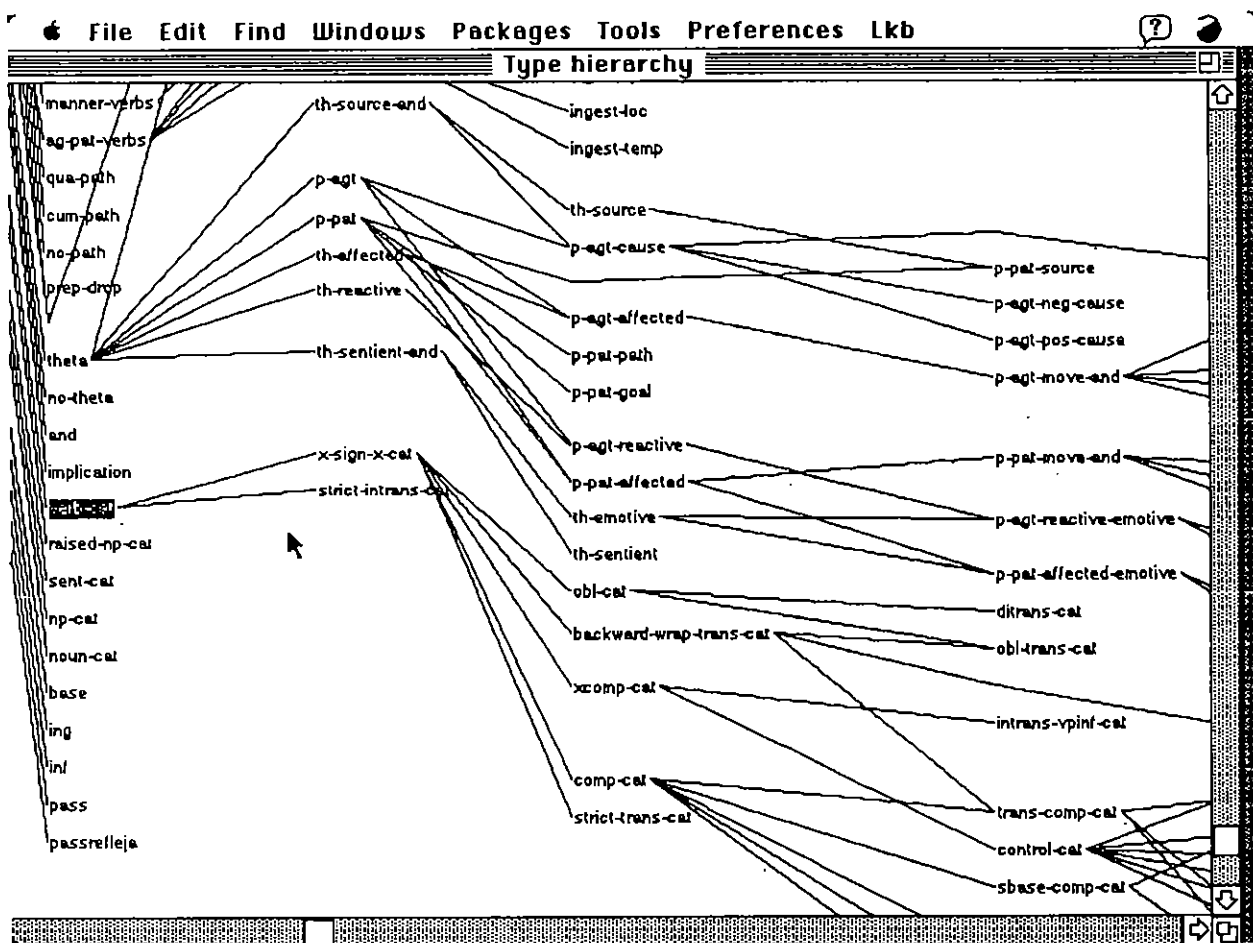 File Edit Find Windows Packages Tools Preferences Lkb
Type hierarchy
manner-verbs
ag-pat-verbs
qua-path
cum-path
no-path
prep-drop
theta
no-theta
and
implication
raised-np-cat
sent-cat
np-cat
noun-cat
base
ing
inf
pass
passrefleja
th-source-and
p-agt
p-pat
th-affected
th-reactive
th-sentient-and
x-sign-x-cat
strict-intrans-cat
ingest-loc
ingest-temp
th-source
p-agt-cause
p-agt-affected
p-pat-path
p-pat-goal
p-agt-reactive
p-pat-affected
th-emotive
th-sentient
obl-cat
backward-wrap-trans-cat
xcomp-cat
comp-cat
strict-trans-cat
p-pat-source
p-agt-neg-cause
p-agt-pos-cause
p-agt-move-and
p-pat-move-and
p-agt-reactive-emotive
p-pat-affected-emotive
ditrans-cat
obl-trans-cat
intrans-vpinf-cat
trans-comp-cat
control-cat
sbase-comp-cat